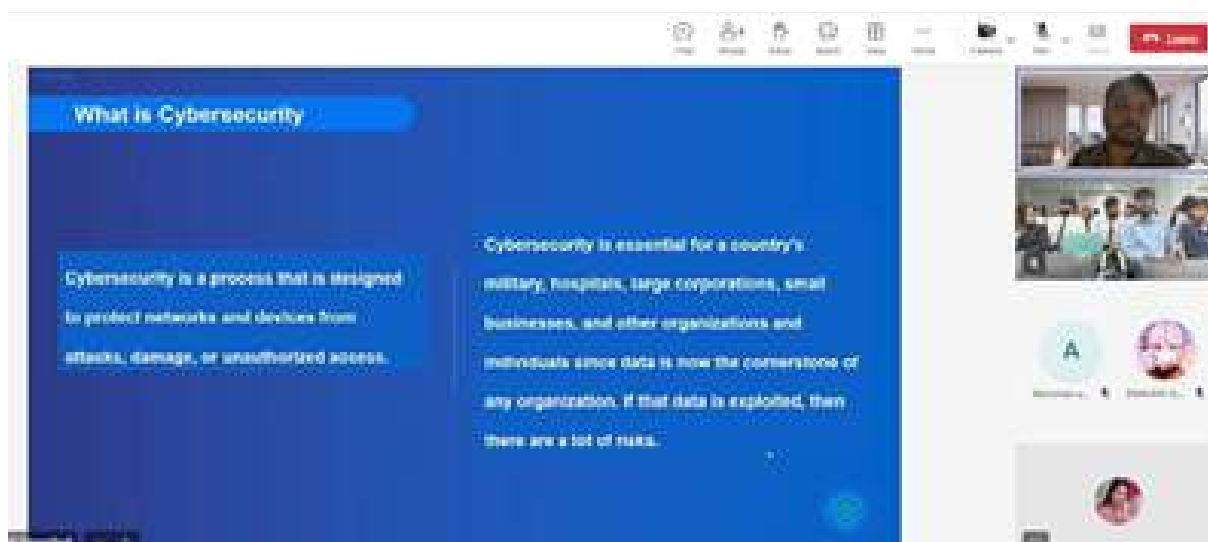 Leave
What is Cybersecurity
Cybersecurity is a process that is designed
to protect networks and devices from
attacks, damage, or unauthorized access.
Cybersecurity is essential for a country's
military, hospitals, large corporations, small
businesses, and other organizations and
individuals since data is now the cornerstone of
any organization. If that data is exploited, then
there are a lot of risks.
A